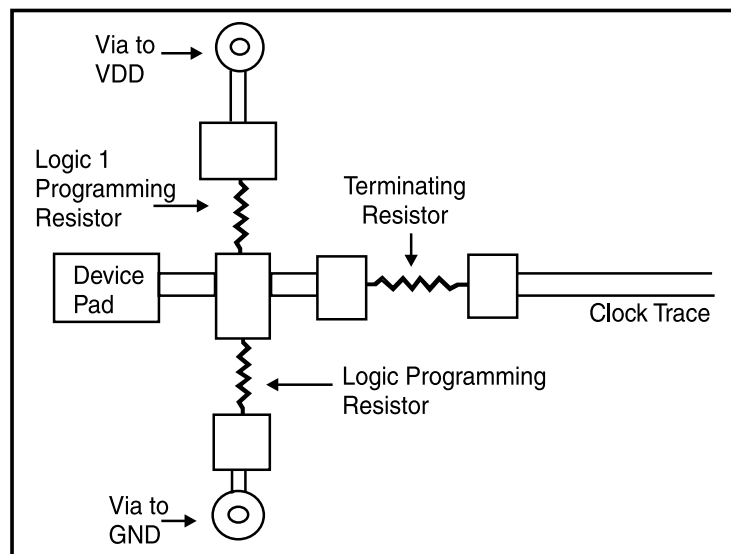 Via to
VDD
Logic 1
Programming
Resistor
Terminating
Resistor
Device
Pad
Clock Trace
Logic Programming
Resistor
Via to
GND